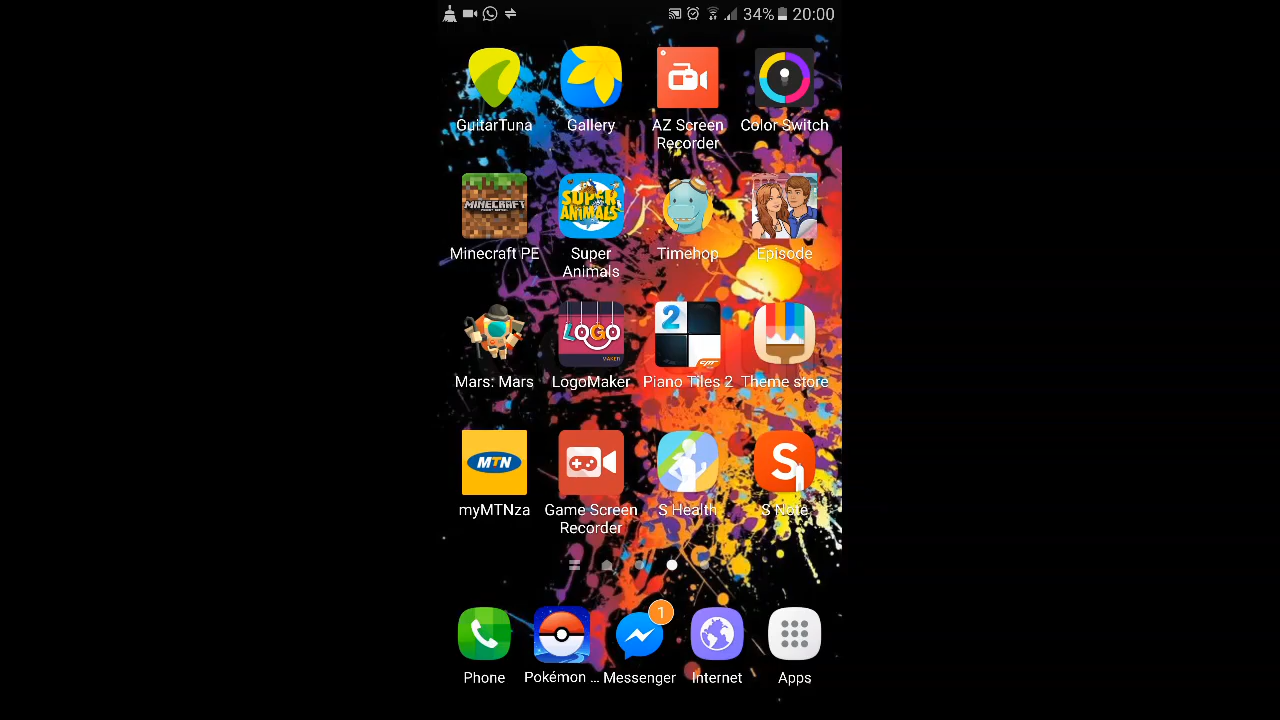 34% 20:00
GuitarTuna Gallery AZ Screen Recorder Color Switch
MINECRAFT
SUPER ANIMALS
Minecraft PE Super Animals Timehop Episode
LOGO
MAKER
2
Mars: Mars LogoMaker Piano Tiles 2 Theme store
MTN
S
myMTNza Game Screen Recorder S Health S Note
1
Phone Pokémon ... Messenger Internet Apps